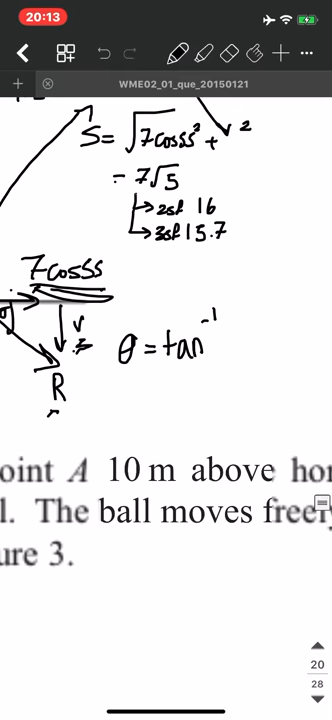 20:13
WME02_01_que_20150121
S = √7cos55² + v²
= 7√5
→ 2sf 16
→ 3sf 15.7
7cos55
v
θ = tan⁻¹
R
oint A 10 m above hor
l. The ball moves freel
ure 3.
20
28